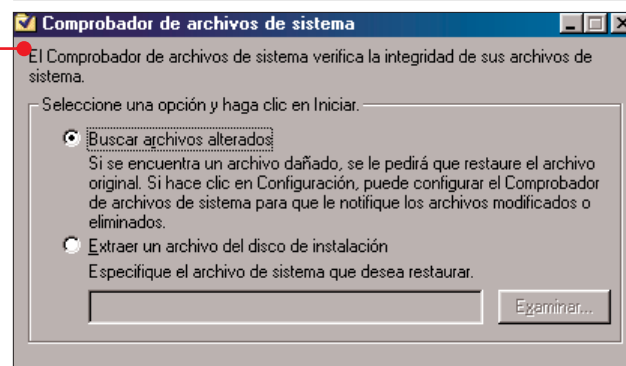 Comprobador de archivos de sistema
El Comprobador de archivos de sistema verifica la integridad de sus archivos de
sistema.
Seleccione una opción y haga clic en Iniciar.
Buscar archivos alterados
Si se encuentra un archivo dañado, se le pedirá que restaure el archivo
original. Si hace clic en Configuración, puede configurar el Comprobador
de archivos de sistema para que le notifique los archivos modificados o
eliminados.
Extraer un archivo del disco de instalación
Especifique el archivo de sistema que desea restaurar.
Examinar...